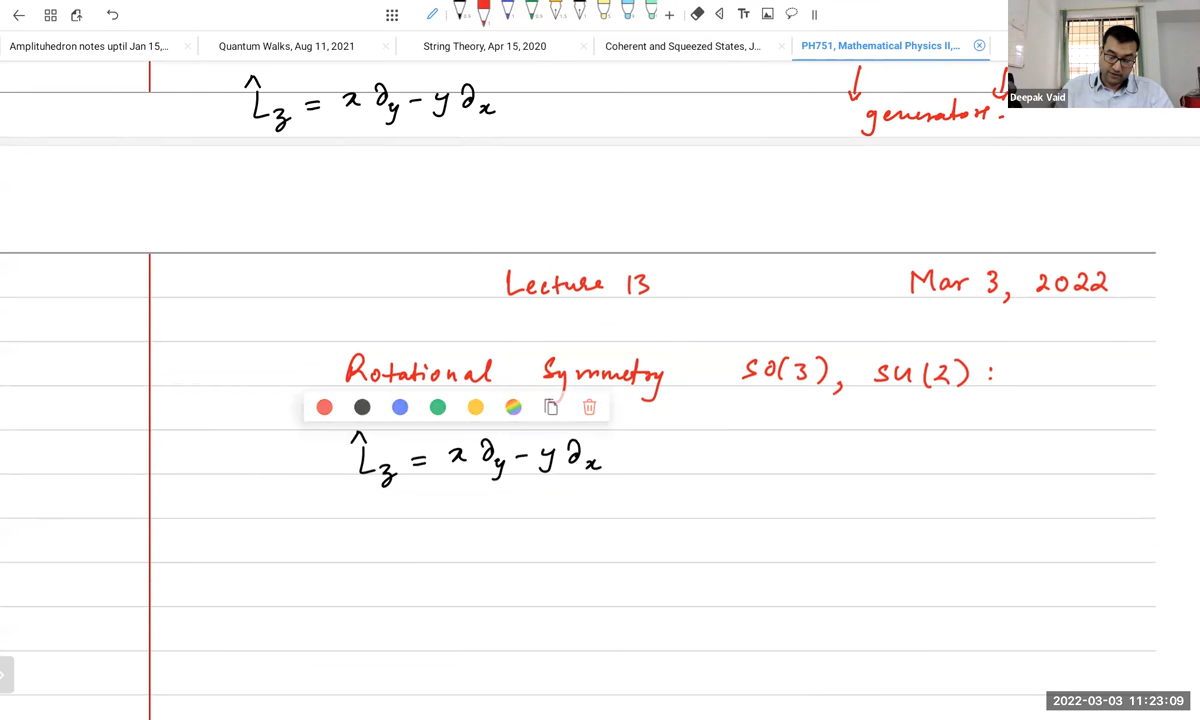 Amplituhedron notes uptil Jan 15,...
Quantum Walks, Aug 11, 2021
String Theory, Apr 15, 2020
Coherent and Squeezed States, J...
PH751, Mathematical Physics II,...
Deepak Vaid
L̂z = x ∂y - y ∂x
generators.
Lecture 13 Mar 3, 2022
Rotational Symmetry SO(3), SU(2) :
L̂z = x ∂y - y ∂x
2022-03-03 11:23:09